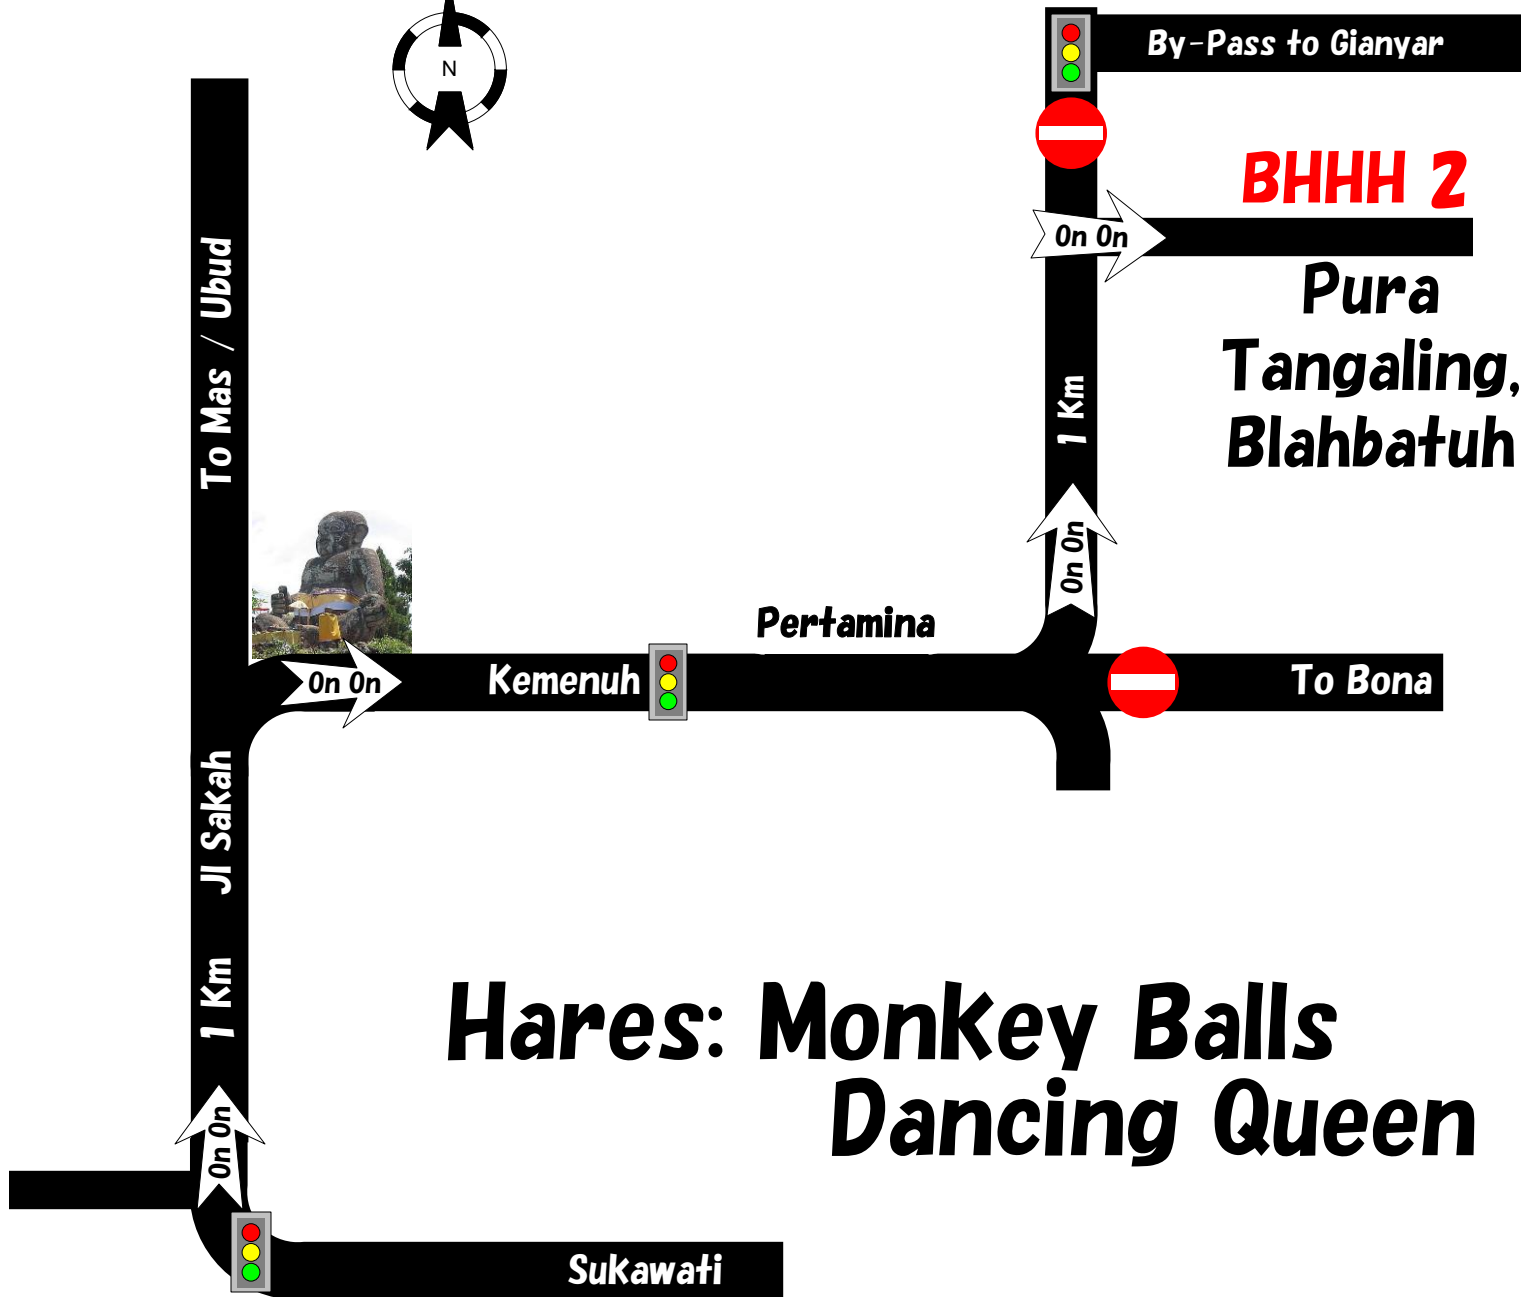 N
By-Pass to Gianyar
BHHH 2
On On
Pura
Tangaling,
Blahbatuh
To Mas / Ubud
1 Km
On On
Pertamina
On On
Kemenuh
To Bona
Jl Sakah
1 Km
Hares: Monkey Balls
Dancing Queen
On On
Sukawati